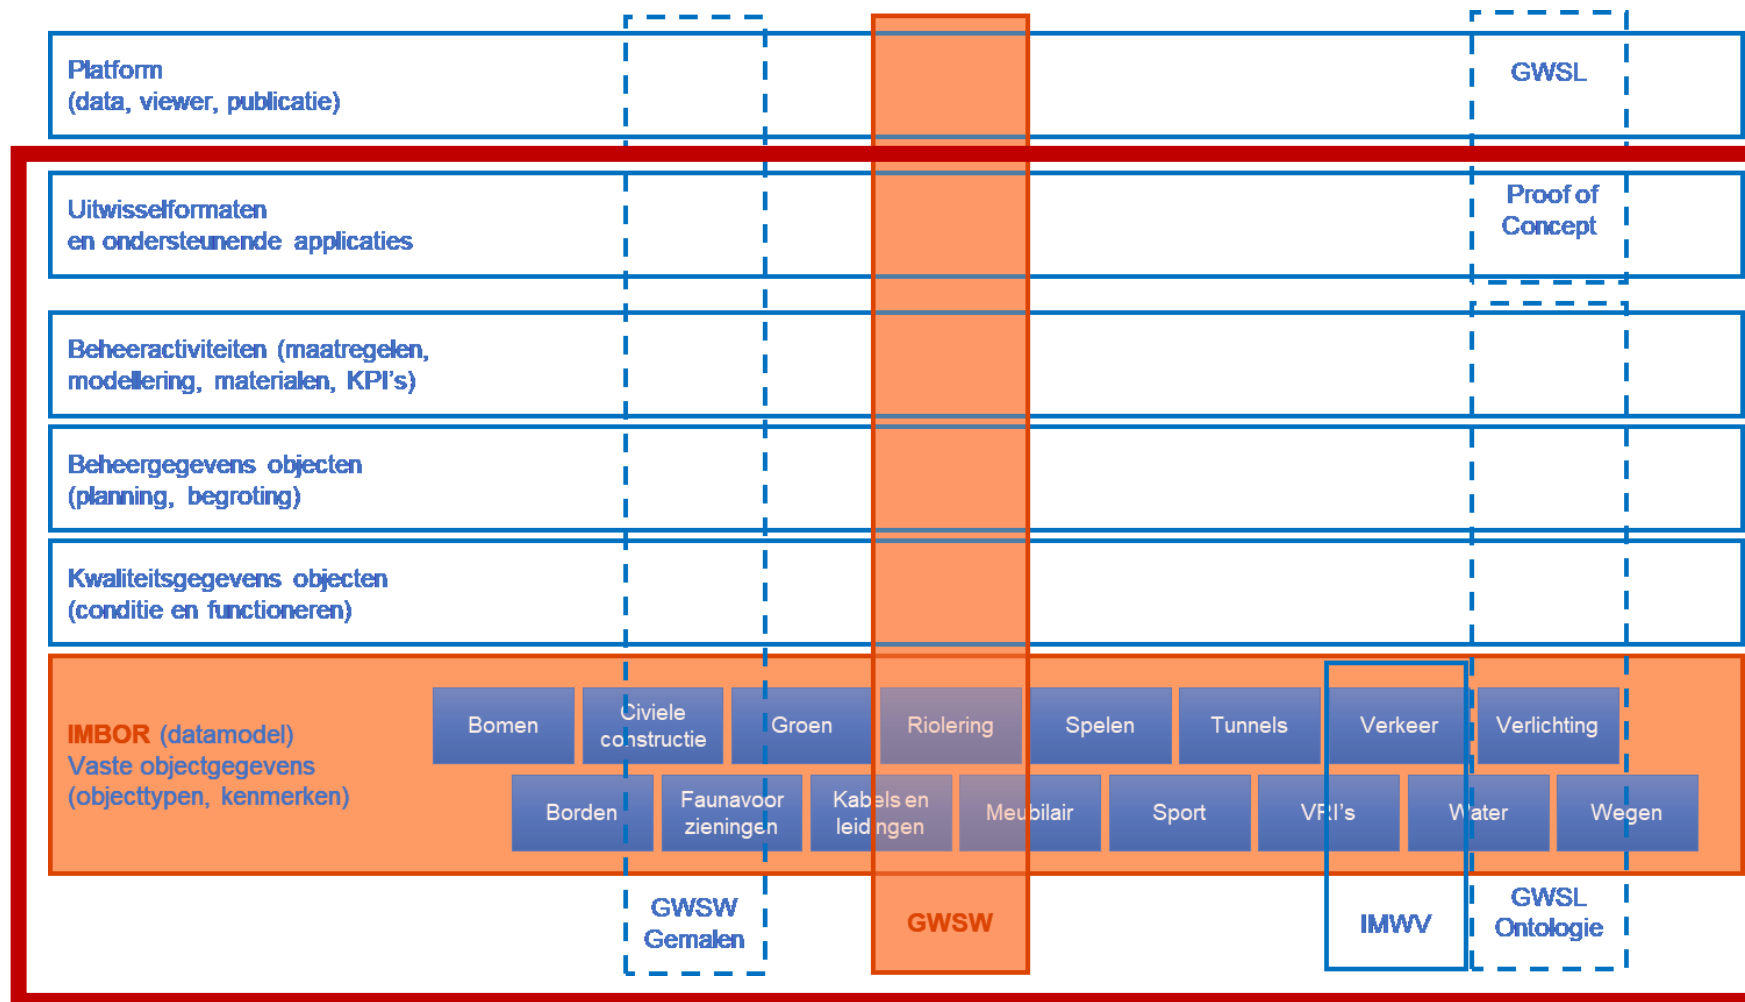 Platform
(data, viewer, publicatie)
GWSL
Uitwisselformaten
en ondersteunende applicaties
Proof of
Concept
Beheeractiviteiten (maatregelen,
modellering, materialen, KPI's)
Beheergegevens objecten
(planning, begroting)
Kwaliteitsgegevens objecten
(conditie en functioneren)
IMBOR (datamodel)
Vaste objectgegevens
(objecttypen, kenmerken)
Bomen
Civiele
constructie
Groen
Riolering
Spelen
Tunnels
Verkeer
Verlichting
Borden
Faunavoor
zieningen
Kabels en
leidingen
Meubilair
Sport
VRI's
Water
Wegen
GWSW
Gemalen
GWSW
IMWV
GWSL
Ontologie